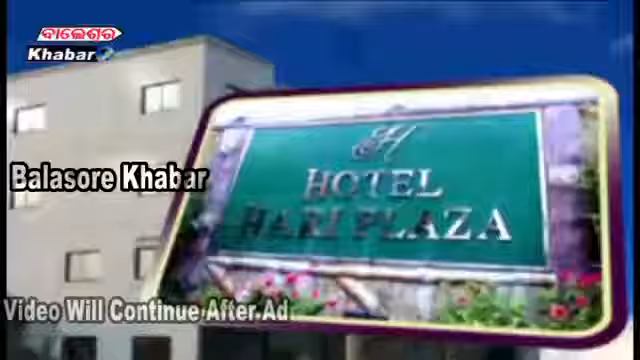 ବାଲେଶ୍ୱର
Khabar
Balasore Khabar
H
HOTEL
HARI PLAZA
Video Will Continue After Ad